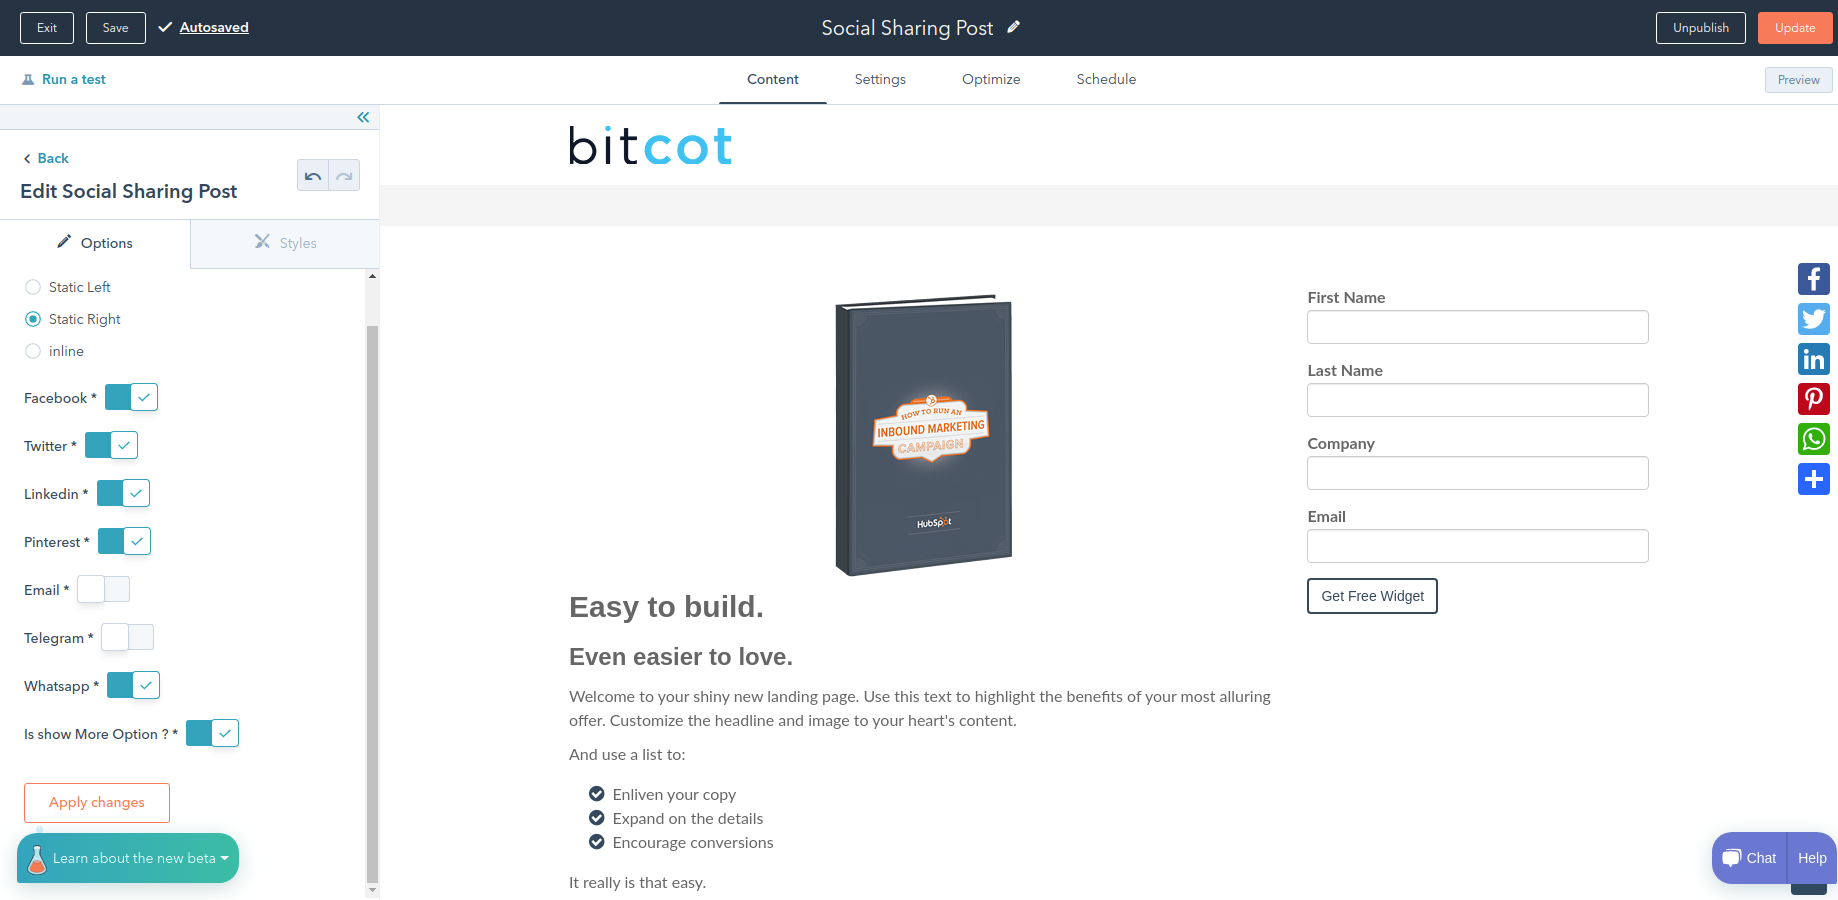 Exit
Save
Autosaved
Social Sharing Post
Unpublish
Update
Run a test
Content
Settings
Optimize
Schedule
Preview
Back
Edit Social Sharing Post
Options
Styles
Static Left
Static Right
inline
Facebook *
Twitter *
Linkedin *
Pinterest *
Email *
Telegram *
Whatsapp *
Is show More Option ? *
Apply changes
Learn about the new beta
bitcot
HOW TO RUN AN
INBOUND MARKETING
CAMPAIGN
HubSpot
Easy to build.
Even easier to love.
Welcome to your shiny new landing page. Use this text to highlight the benefits of your most alluring
offer. Customize the headline and image to your heart's content.
And use a list to:
Enliven your copy
Expand on the details
Encourage conversions
It really is that easy.
First Name
Last Name
Company
Email
Get Free Widget
Chat
Help